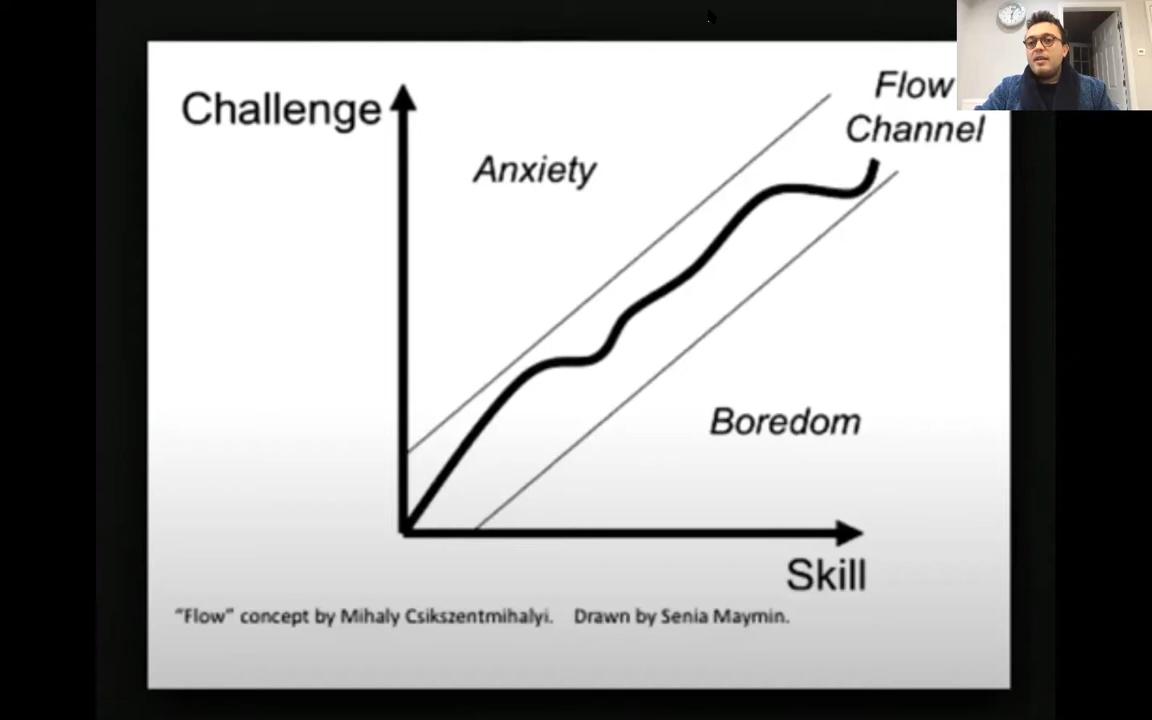 Challenge
Flow
Channel
Anxiety
Boredom
Skill
“Flow” concept by Mihaly Csikszentmihalyi. Drawn by Senia Maymin.